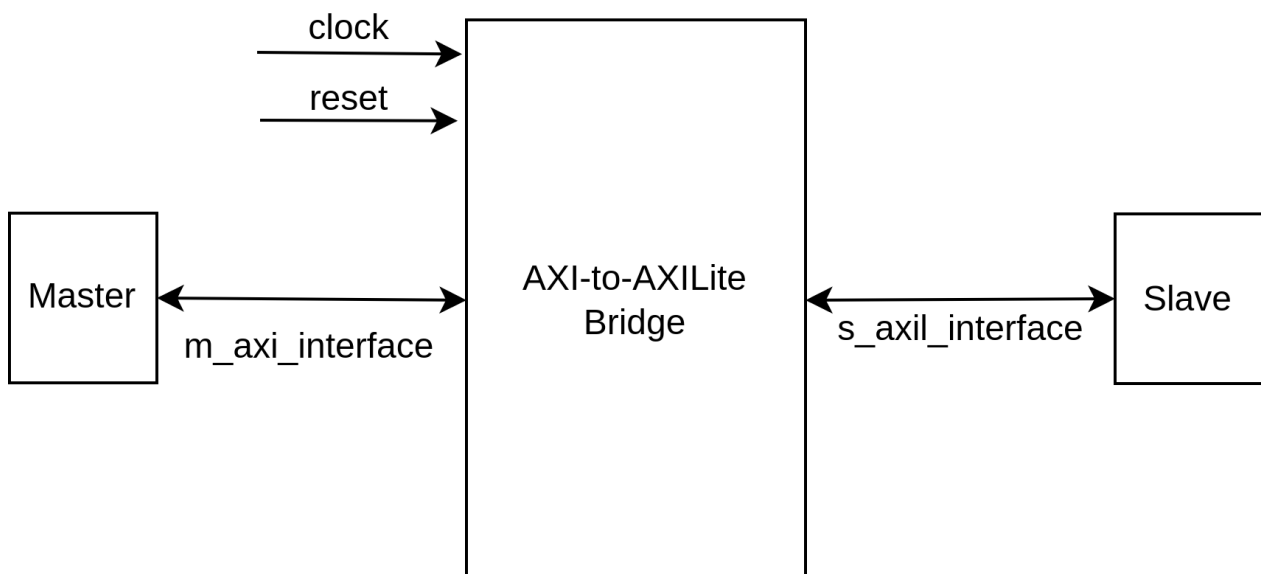 clock
reset
Master
m_axi_interface
AXI-to-AXILite
Bridge
s_axil_interface
Slave